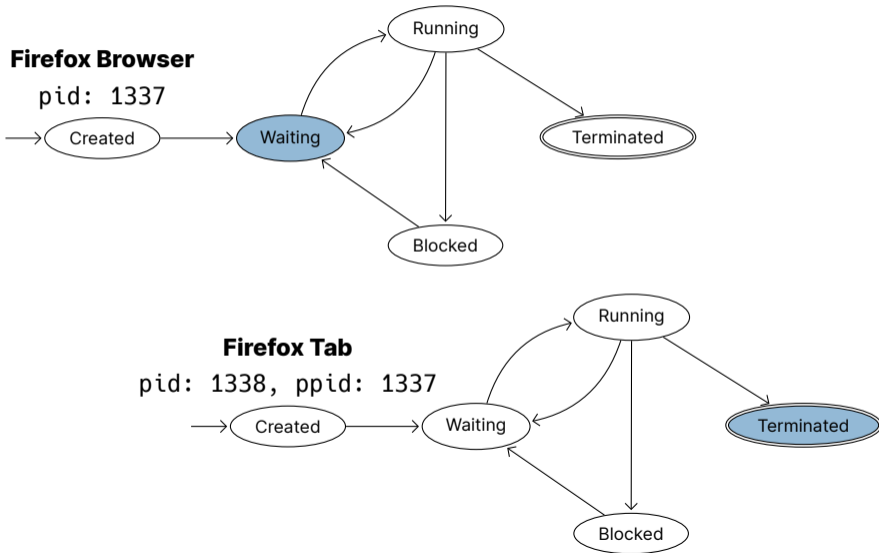 Running
Firefox Browser
pid: 1337
Created
Waiting
Terminated
Blocked
Running
Firefox Tab
pid: 1338, ppid: 1337
Created
Waiting
Terminated
Blocked